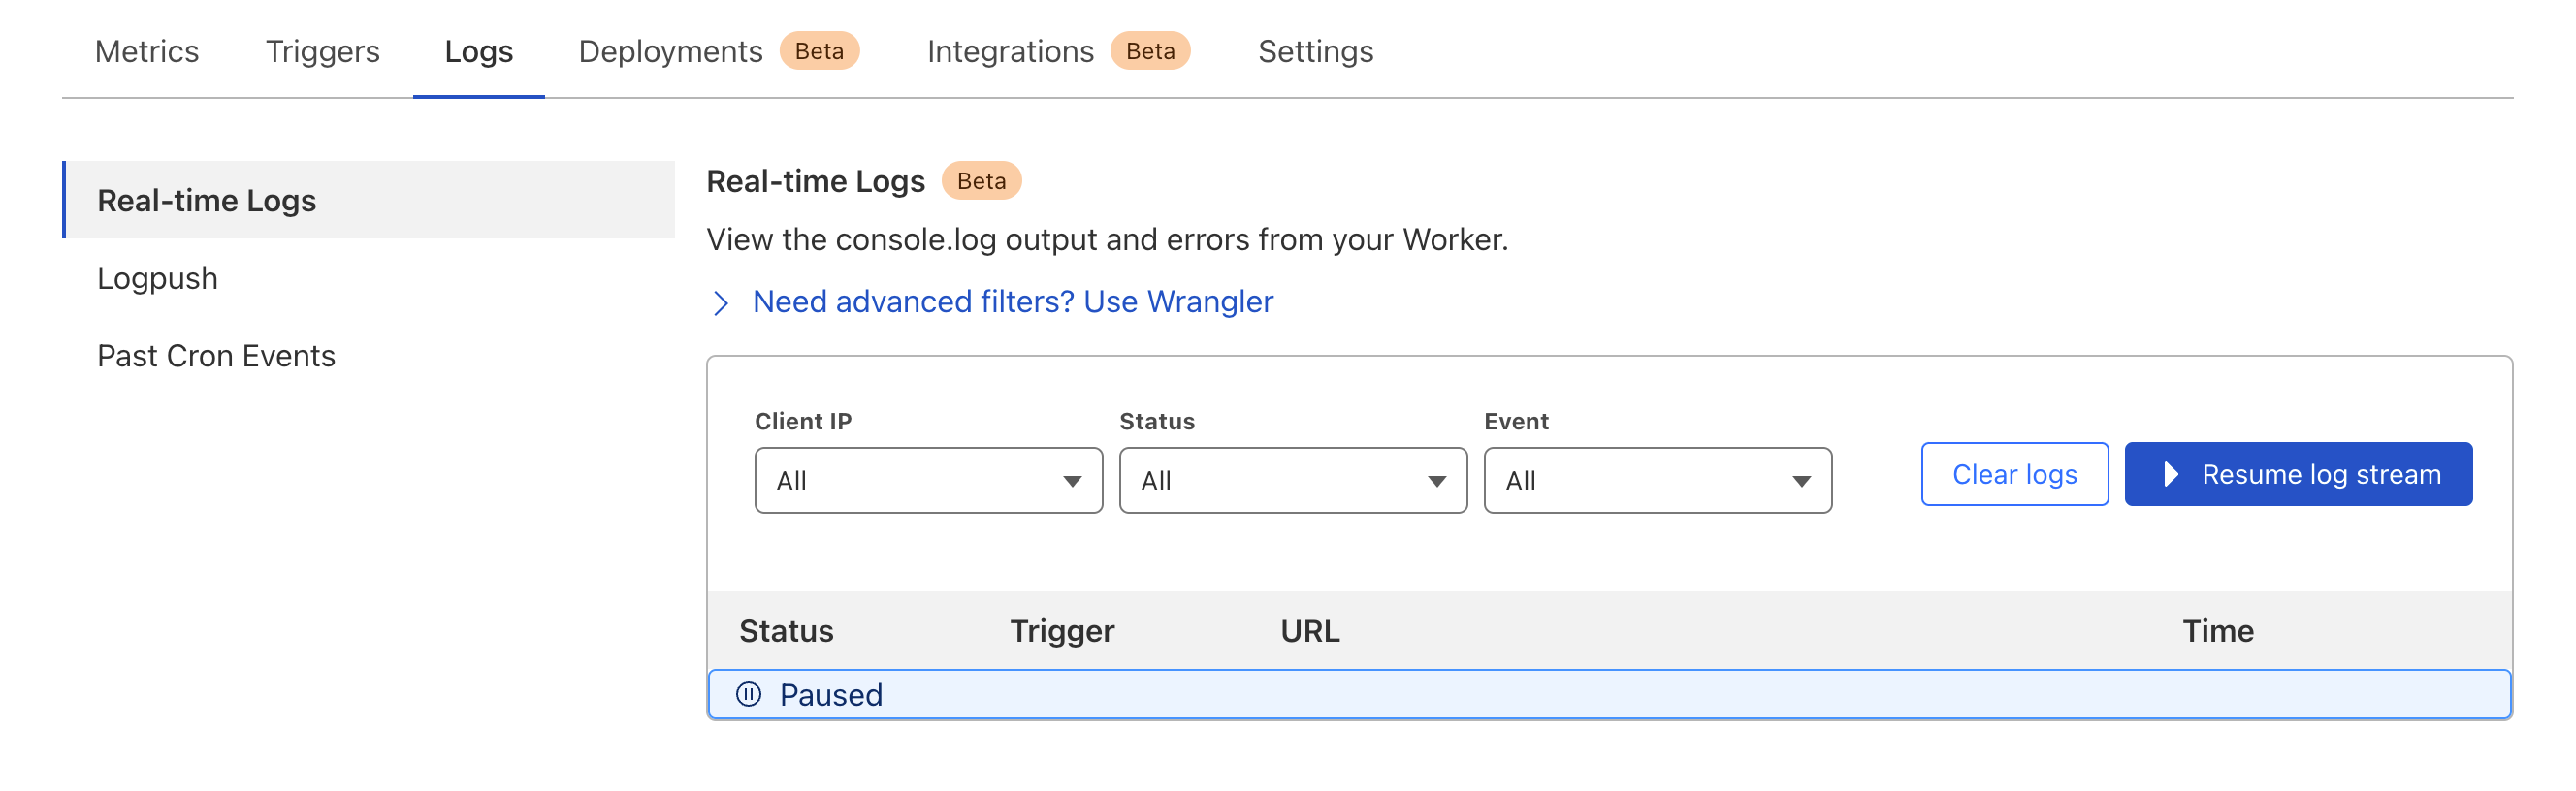 Metrics Triggers Logs Deployments Beta Integrations Beta Settings
Real-time Logs
Logpush
Past Cron Events
Real-time Logs Beta
View the console.log output and errors from your Worker.
Need advanced filters? Use Wrangler
Client IP Status Event
All All All Clear logs Resume log stream
Status Trigger URL Time
Paused